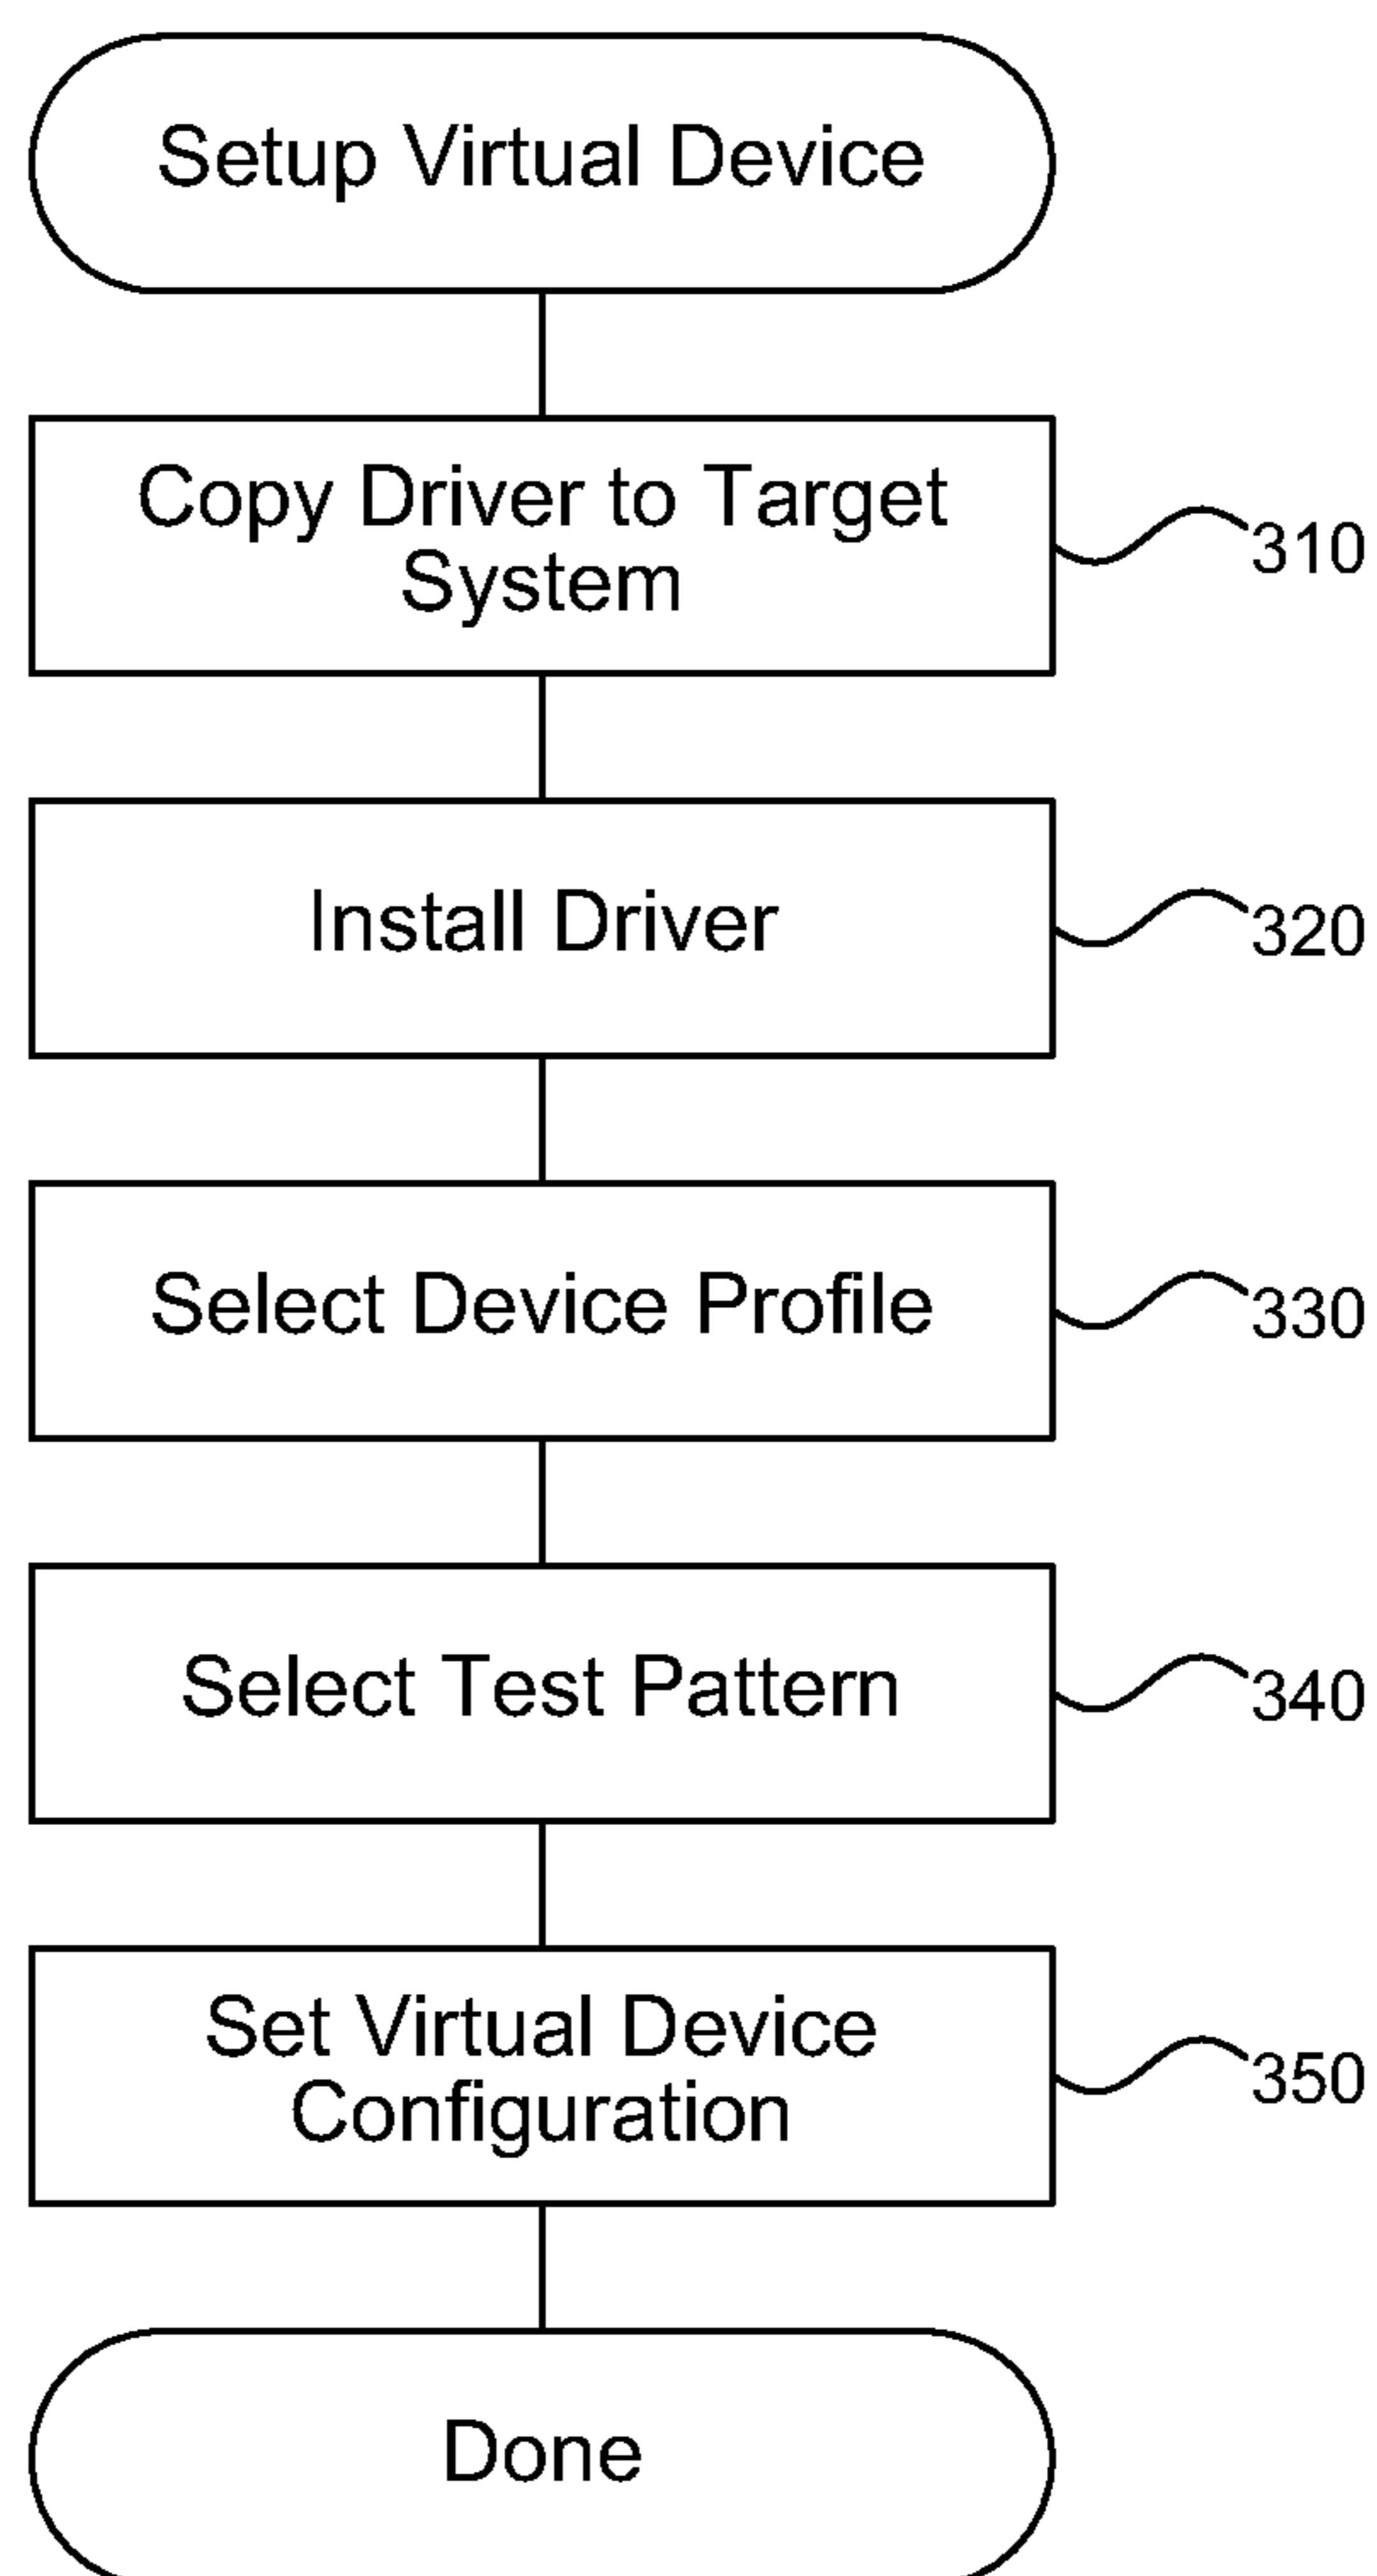 Setup Virtual Device
Copy Driver to Target
System
310
Install Driver
320
Select Device Profile
330
Select Test Pattern
340
Set Virtual Device
Configuration
350
Done